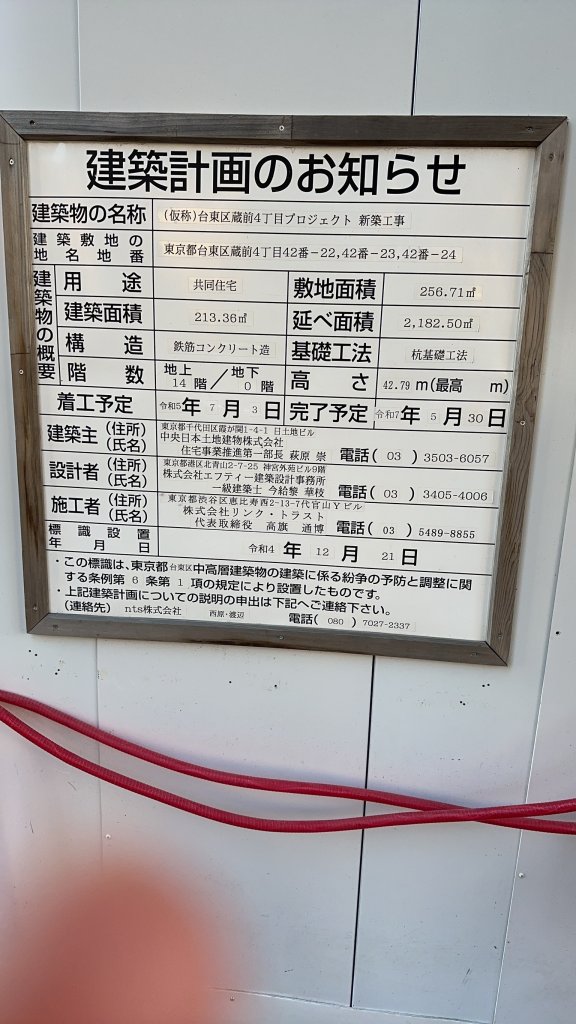 建築計画のお知らせ
建築物の名称 (仮称)台東区蔵前4丁目プロジェクト 新築工事
建築敷地の地名地番 東京都台東区蔵前4丁目42番-22,42番-23,42番-24
建築物の概要
用途 共同住宅 敷地面積 256.71㎡
建築面積 213.36㎡ 延べ面積 2,182.50㎡
構造 鉄筋コンクリート造 基礎工法 杭基礎工法
階数 地上14階/地下0階 高さ 42.79m(最高 m)
着工予定 令和5年7月3日 完了予定 令和7年5月30日
建築主(住所)(氏名) 東京都千代田区霞が関1-4-1 日土地ビル
中央日本土地建物株式会社
住宅事業推進第一部長 萩原 崇 電話(03)3503-6057
設計者(住所)(氏名) 東京都港区北青山2-7-25 神宮外苑ビル9階
株式会社エフティー建築設計事務所
一級建築士 今給黎 華枝 電話(03)3405-4006
施工者(住所)(氏名) 東京都渋谷区恵比寿西2-13-7代官山Yビル
株式会社リンク・トラスト
代表取締役 高旗 通博 電話(03)5489-8855
標識設置年月日 令和4年12月21日
・この標識は、東京都台東区中高層建築物の建築に係る紛争の予防と調整に関
する条例第6条第1項の規定により設置したものです。
・上記建築計画についての説明の申出は下記へご連絡下さい。
(連絡先) nts株式会社 西原・渡辺 電話(080)7027-2337